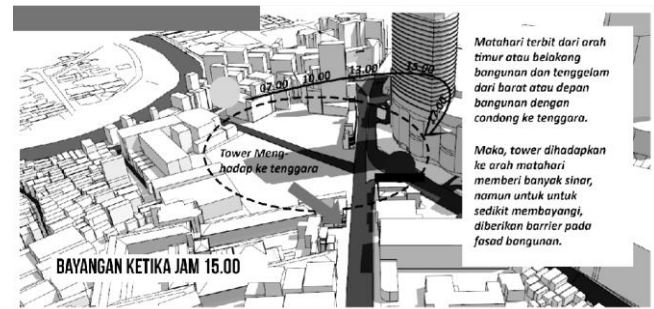 07.00 10.00 13.00 15.00
17.00
Tower Meng-
hadap ke tenggara
BAYANGAN KETIKA JAM 15.00
Matahari terbit dari arah
timur atau belakang
bangunan dan tenggelam
dari barat atau depan
bangunan dengan
condong ke tenggara.
Maka, tower dihadapkan
ke arah matahari
memberi banyak sinar,
namun untuk untuk
sedikit membayangi,
diberikan barrier pada
fasad bangunan.